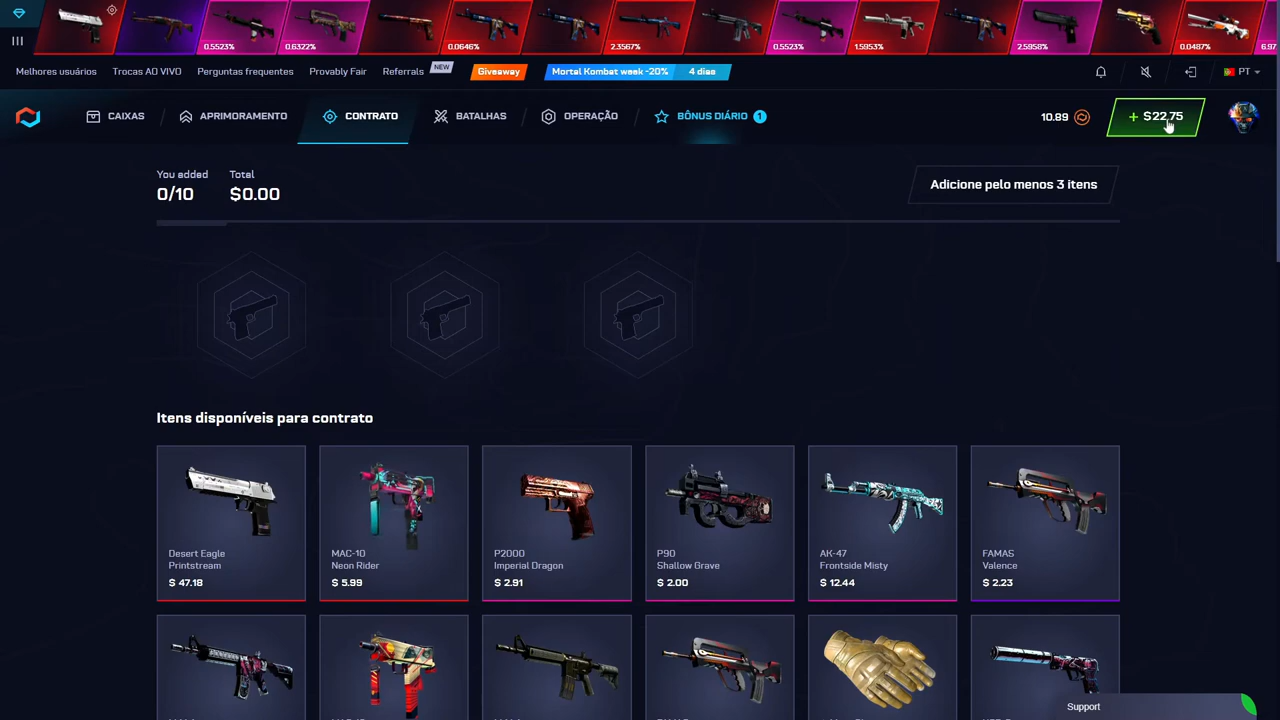 0.5523%
0.6322%
0.0646%
2.3567%
0.5523%
1.5953%
2.5958%
0.0487%
6.97
Melhores usuários
Trocas AO VIVO
Perguntas frequentes
Provably Fair
Referrals
NEW
Giveaway
Mortal Kombat week -20%
4 dias
PT
CAIXAS
APRIMORAMENTO
CONTRATO
BATALHAS
OPERAÇÃO
BÔNUS DIÁRIO
1
10.89
+ $22,75
You added
0/10
Total
$0.00
Adicione pelo menos 3 itens
Itens disponíveis para contrato
Desert Eagle
Printstream
$ 47.18
MAC-10
Neon Rider
$ 5.99
P2000
Imperial Dragon
$ 2.91
P90
Shallow Grave
$ 2.00
AK-47
Frontside Misty
$ 12.44
FAMAS
Valence
$ 2.23
Support